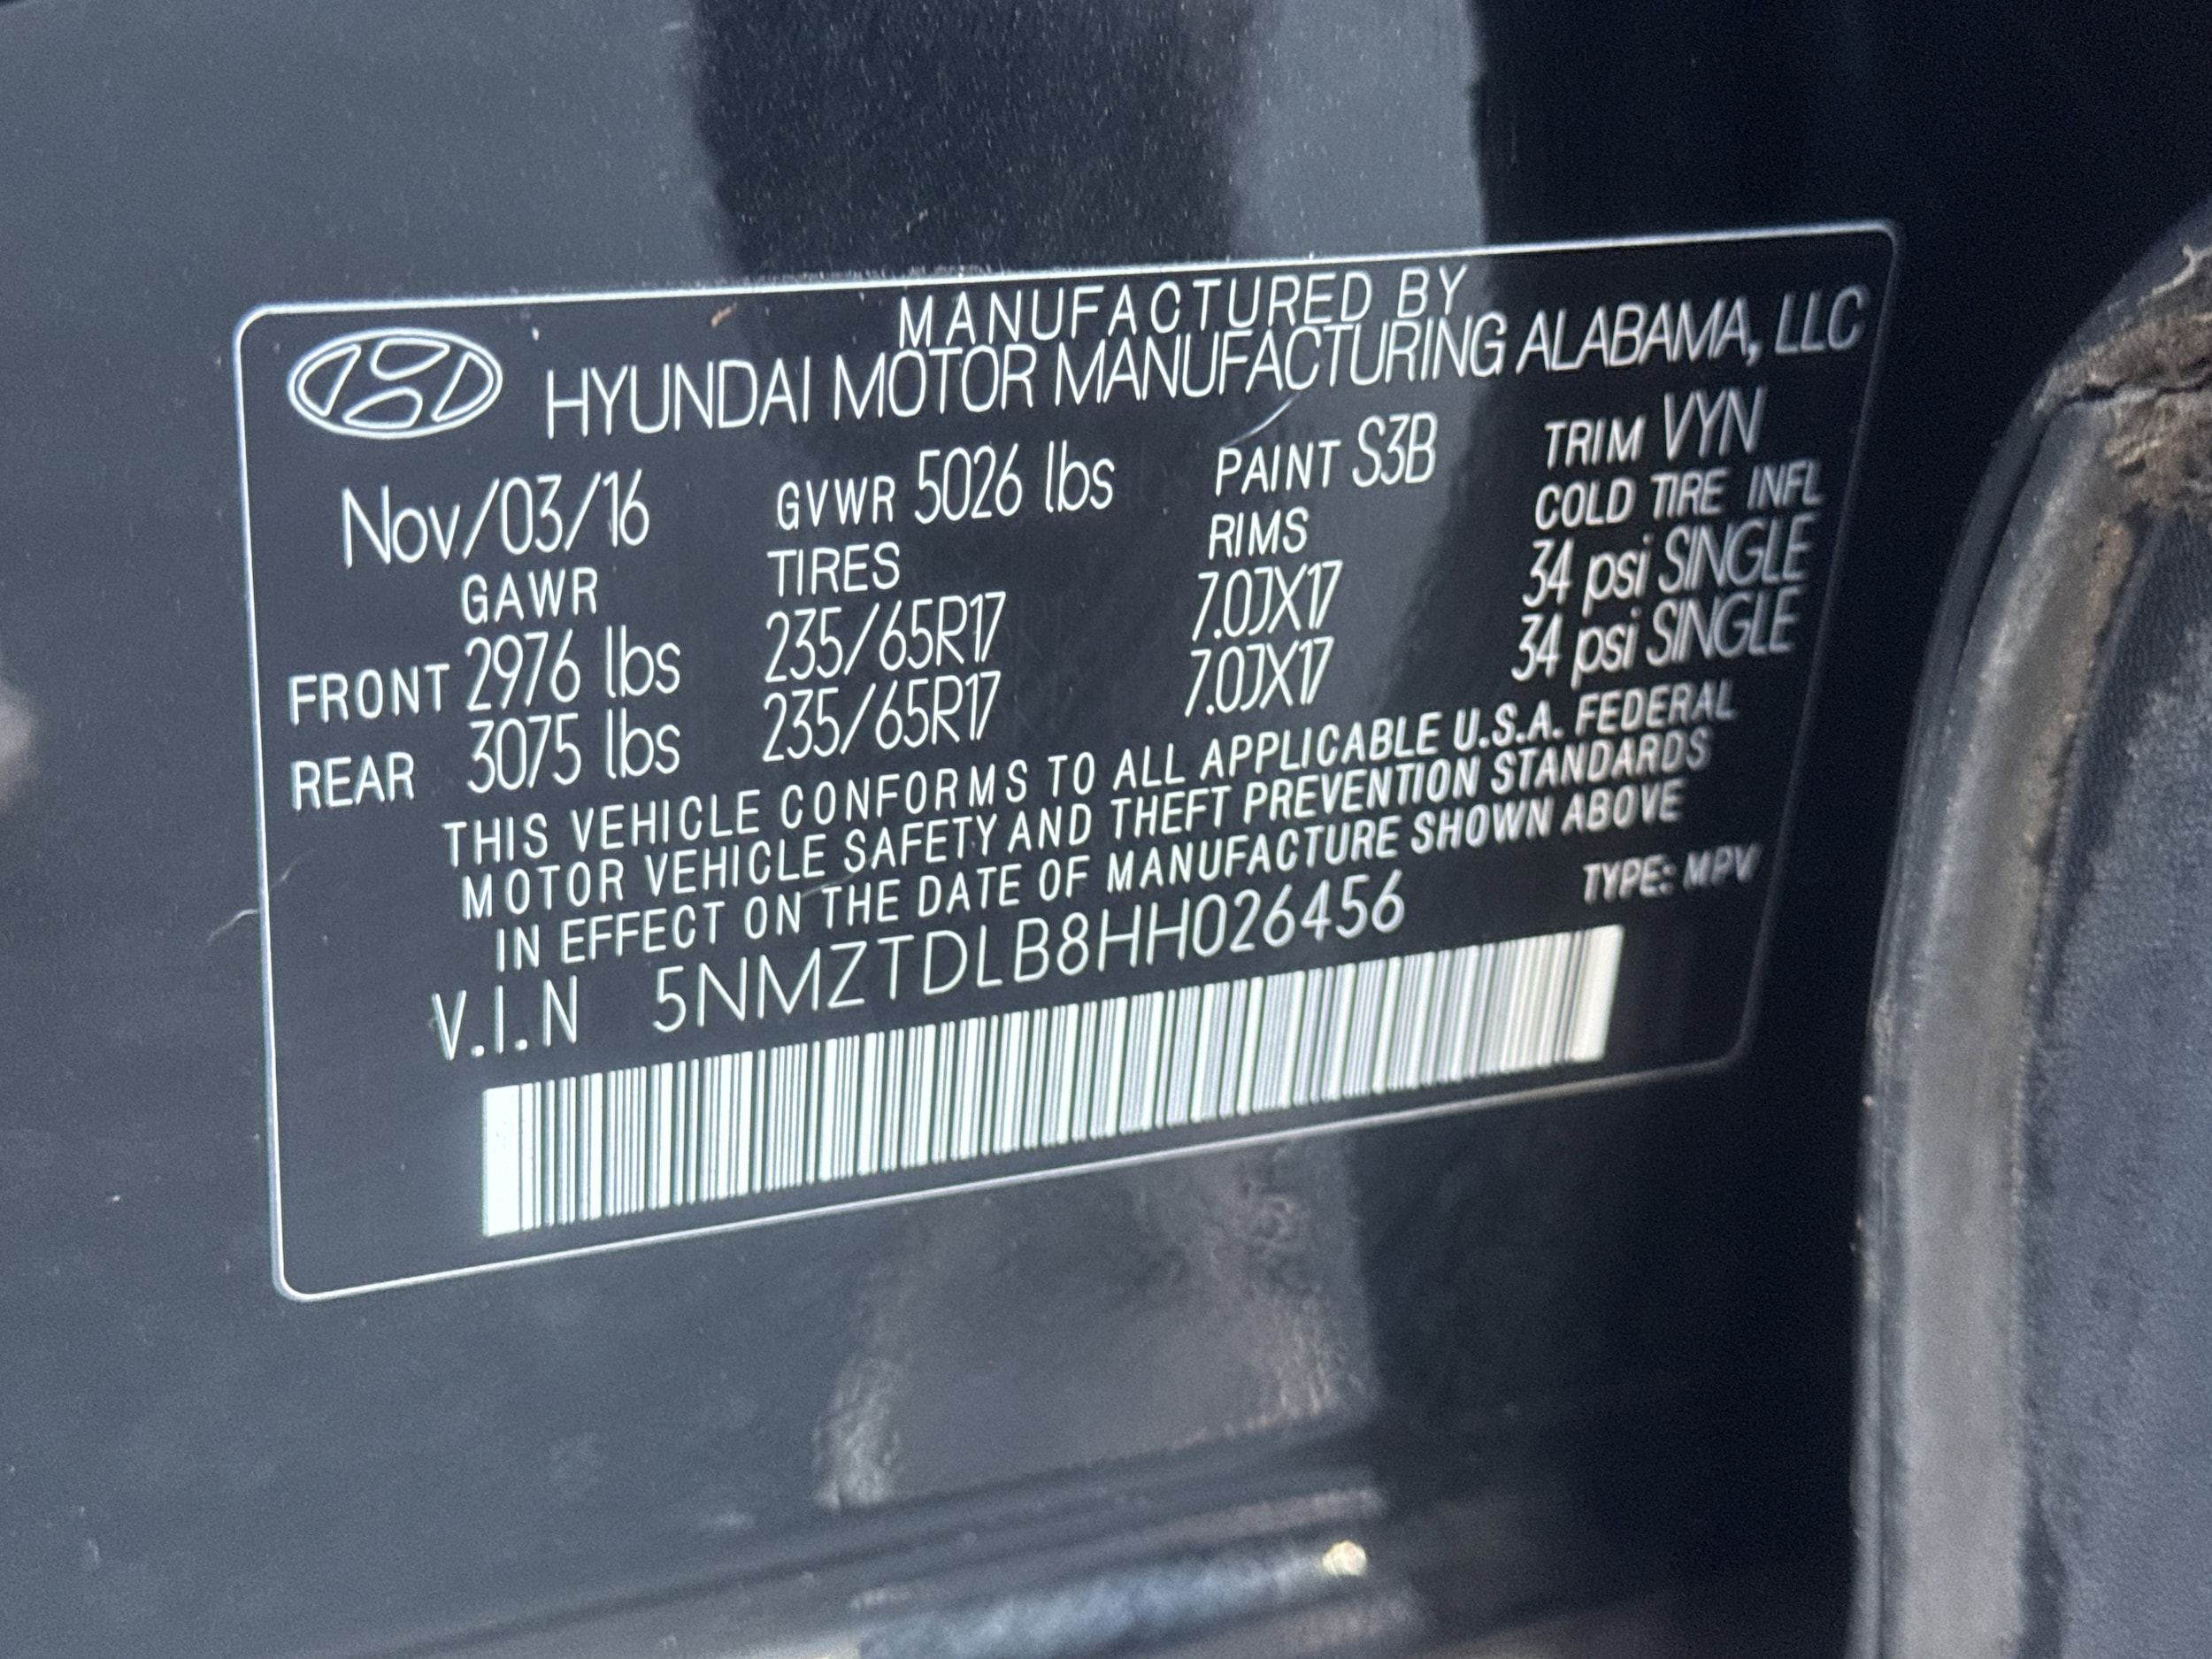 MANUFACTURED BY
HYUNDAI MOTOR MANUFACTURING ALABAMA, LLC
Nov/03/16 GVWR 5026 lbs PAINT S3B TRIM VYN
GAWR TIRES RIMS COLD TIRE INFL
FRONT 2976 lbs 235/65R17 7.0JX17 34 psi SINGLE
REAR 3075 lbs 235/65R17 7.0JX17 34 psi SINGLE
THIS VEHICLE CONFORMS TO ALL APPLICABLE U.S.A. FEDERAL
MOTOR VEHICLE SAFETY AND THEFT PREVENTION STANDARDS
IN EFFECT ON THE DATE OF MANUFACTURE SHOWN ABOVE
V.I.N 5NMZTDLB8HH026456 TYPE: MPV